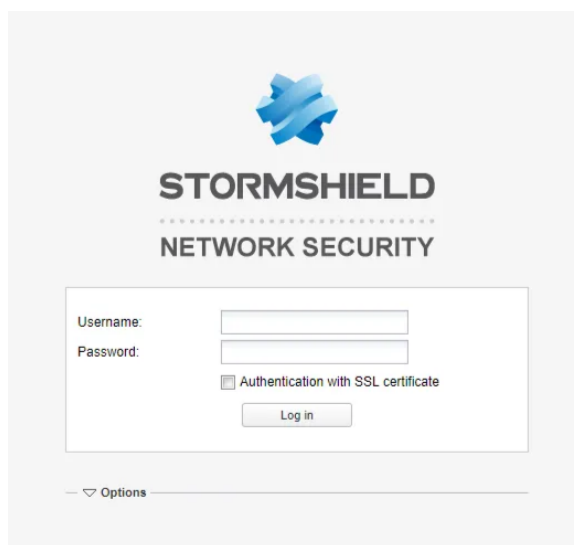 STORMSHIELD
NETWORK SECURITY
Username:
Password:
Authentication with SSL certificate
Log in
Options